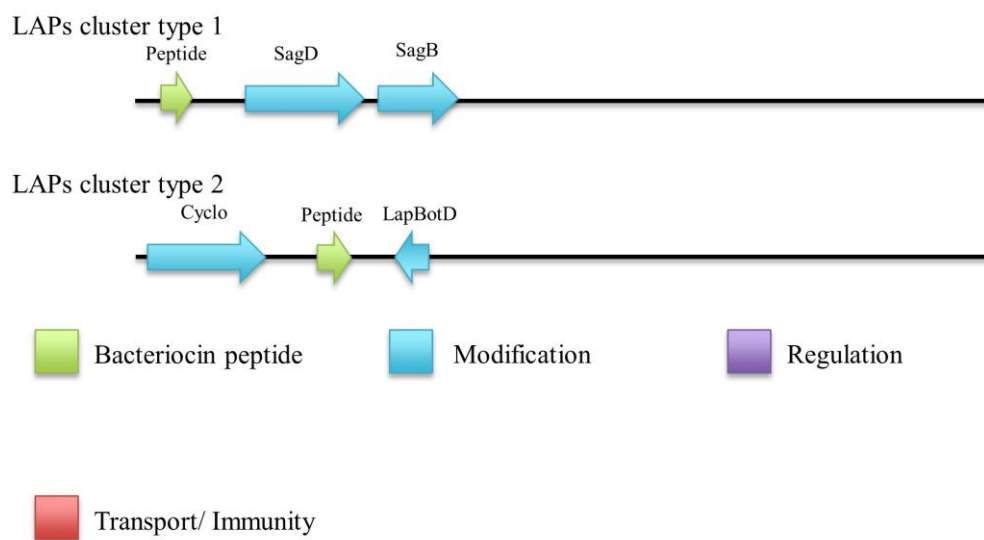 LAPs cluster type 1
Peptide SagD SagB
LAPs cluster type 2
Cyclo Peptide LapBotD
Bacteriocin peptide Modification Regulation
Transport/ Immunity